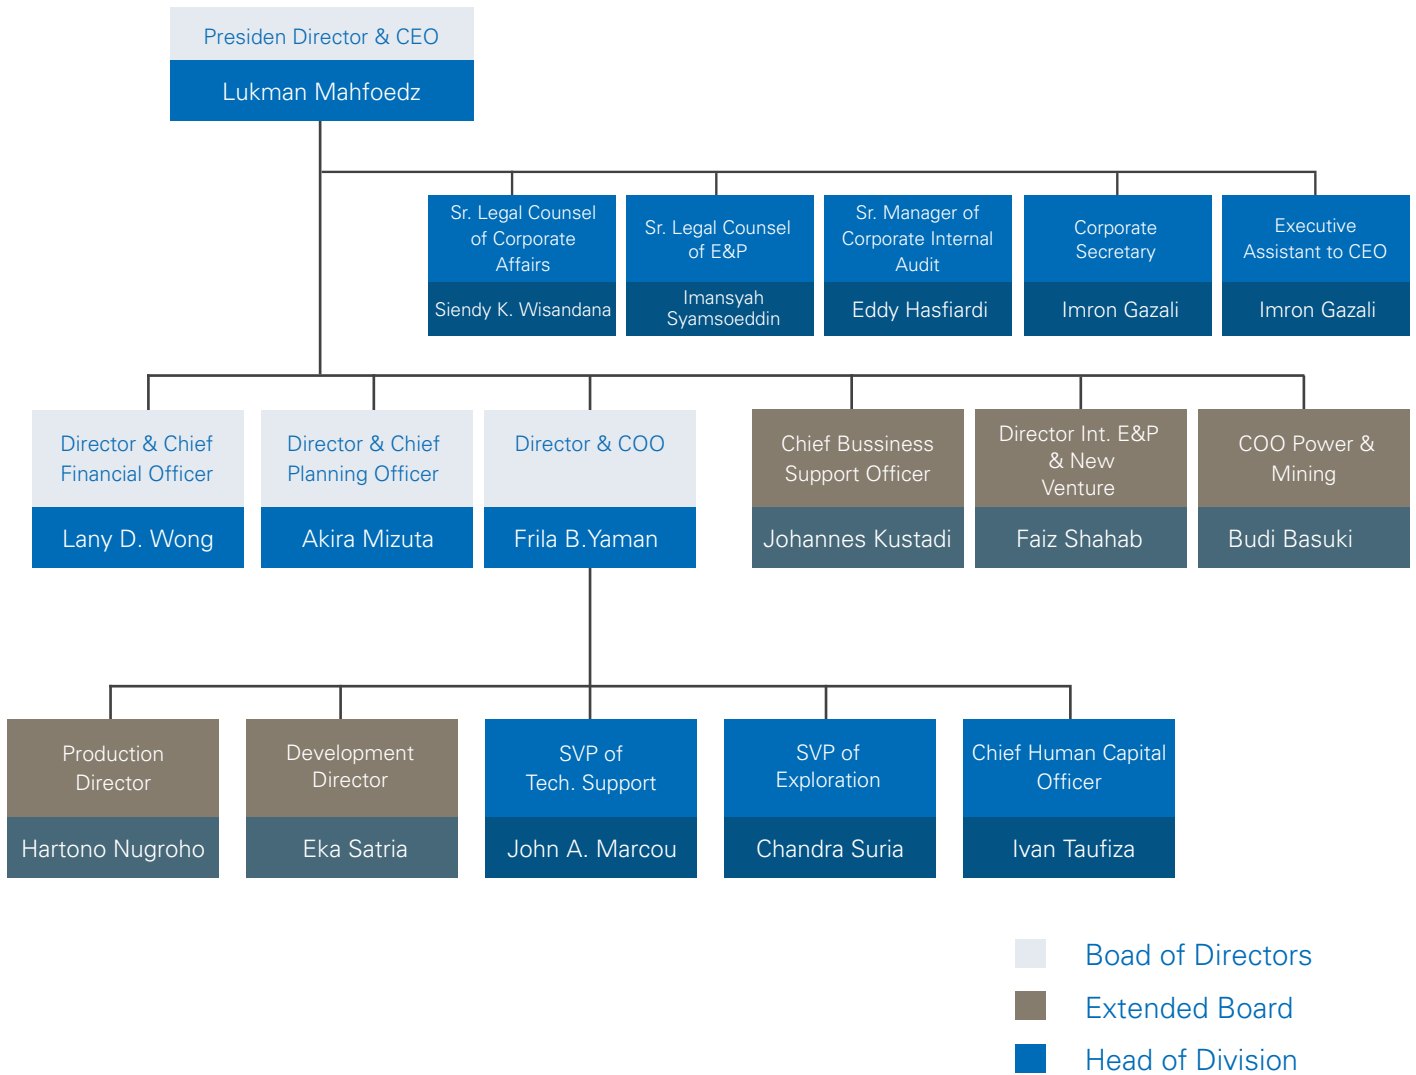 Presiden Director & CEO
Lukman Mahfoedz
Sr. Legal Counsel
of Corporate
Affairs
Siendy K. Wisandana
Sr. Legal Counsel
of E&P
Imansyah
Syamsoeddin
Sr. Manager of
Corporate Internal
Audit
Eddy Hasfiardi
Corporate
Secretary
Imron Gazali
Executive
Assistant to CEO
Imron Gazali
Director & Chief
Financial Officer
Lany D. Wong
Director & Chief
Planning Officer
Akira Mizuta
Director & COO
Frila B.Yaman
Chief Bussiness
Support Officer
Johannes Kustadi
Director Int. E&P
& New
Venture
Faiz Shahab
COO Power &
Mining
Budi Basuki
Production
Director
Hartono Nugroho
Development
Director
Eka Satria
SVP of
Tech. Support
John A. Marcou
SVP of
Exploration
Chandra Suria
Chief Human Capital
Officer
Ivan Taufiza
Boad of Directors
Extended Board
Head of Division